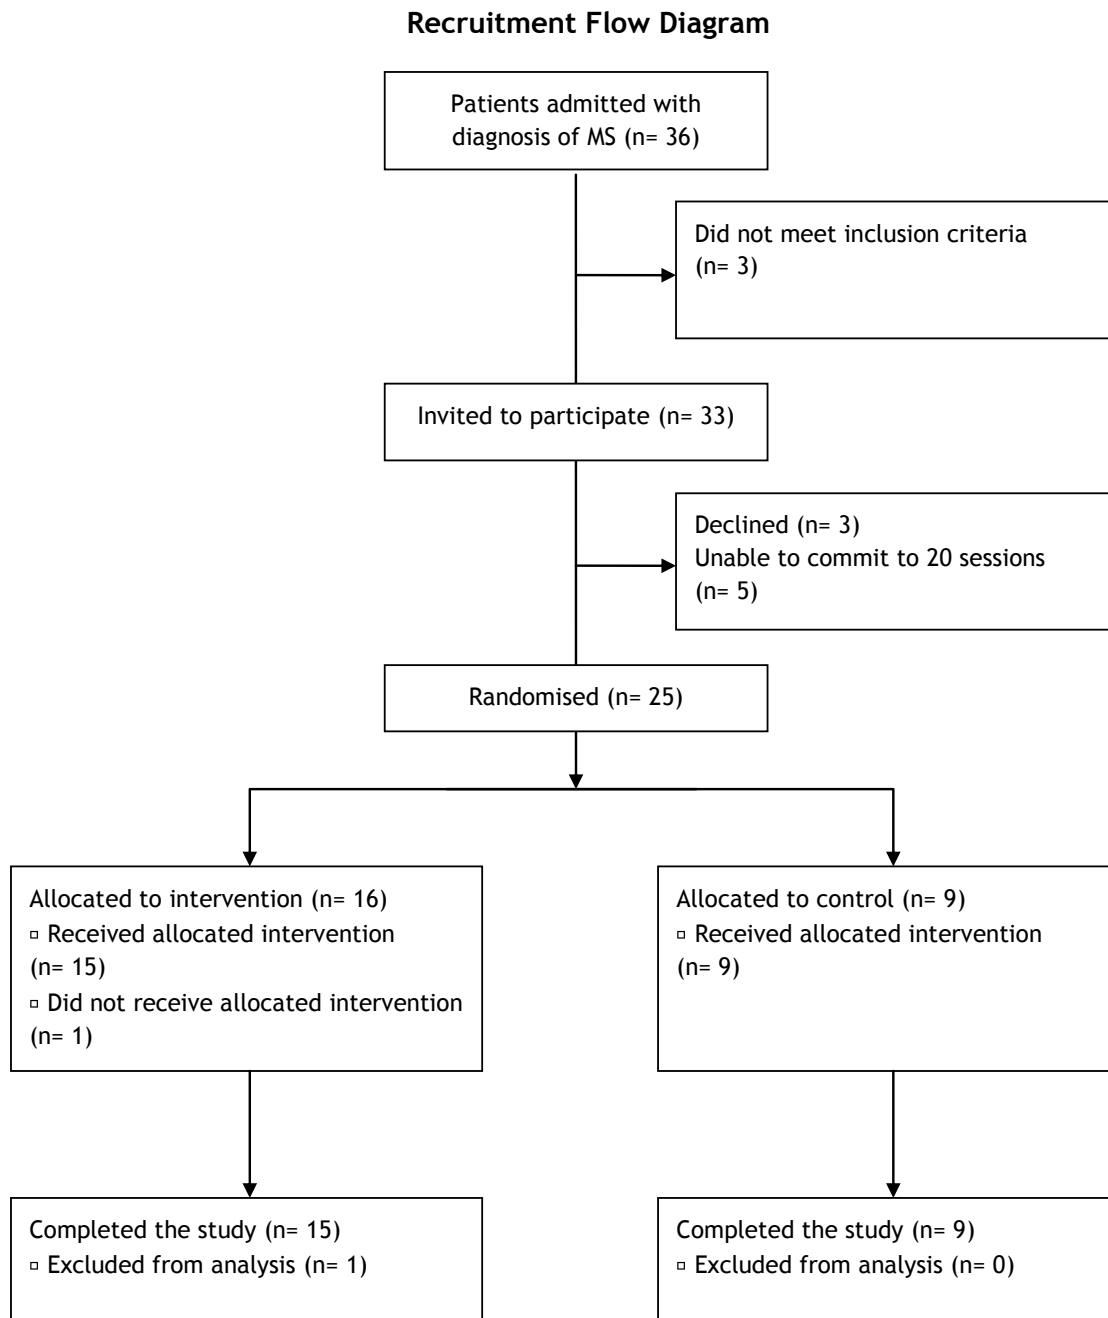 Recruitment Flow Diagram
Patients admitted with
diagnosis of MS (n= 36)
Did not meet inclusion criteria
(n= 3)
Invited to participate (n= 33)
Declined (n= 3)
Unable to commit to 20 sessions
(n= 5)
Randomised (n= 25)
Allocated to intervention (n= 16)
▫ Received allocated intervention
(n= 15)
▫ Did not receive allocated intervention
(n= 1)
Allocated to control (n= 9)
▫ Received allocated intervention
(n= 9)
Completed the study (n= 15)
▫ Excluded from analysis (n= 1)
Completed the study (n= 9)
▫ Excluded from analysis (n= 0)